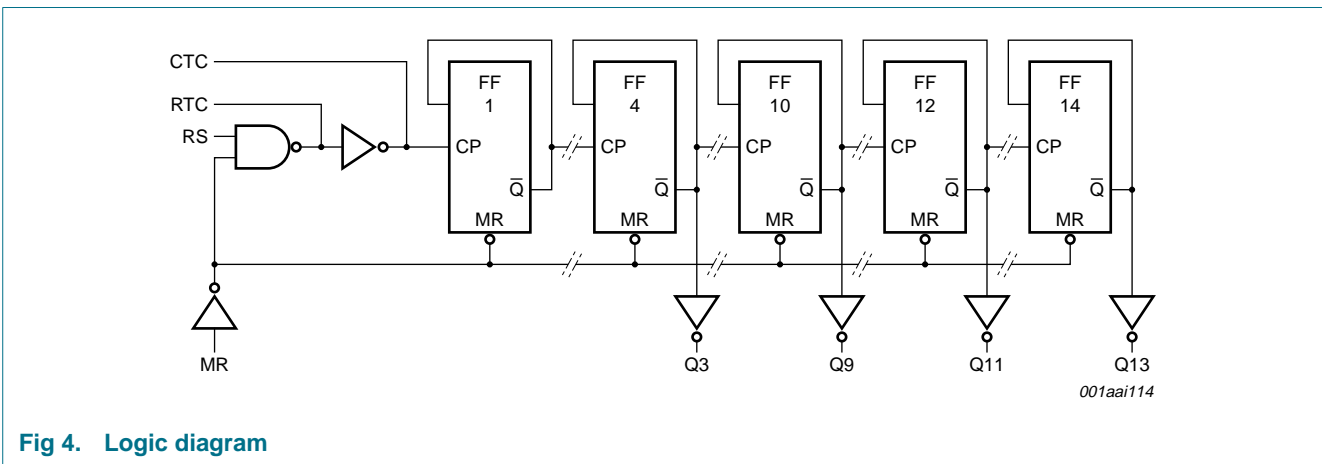 CTC
RTC
RS
FF
1
CP
Q̅
MR
FF
4
CP
Q̅
MR
FF
10
CP
Q̅
MR
FF
12
CP
Q̅
MR
FF
14
CP
Q̅
MR
MR
Q3
Q9
Q11
Q13
001aai114
Fig 4. Logic diagram